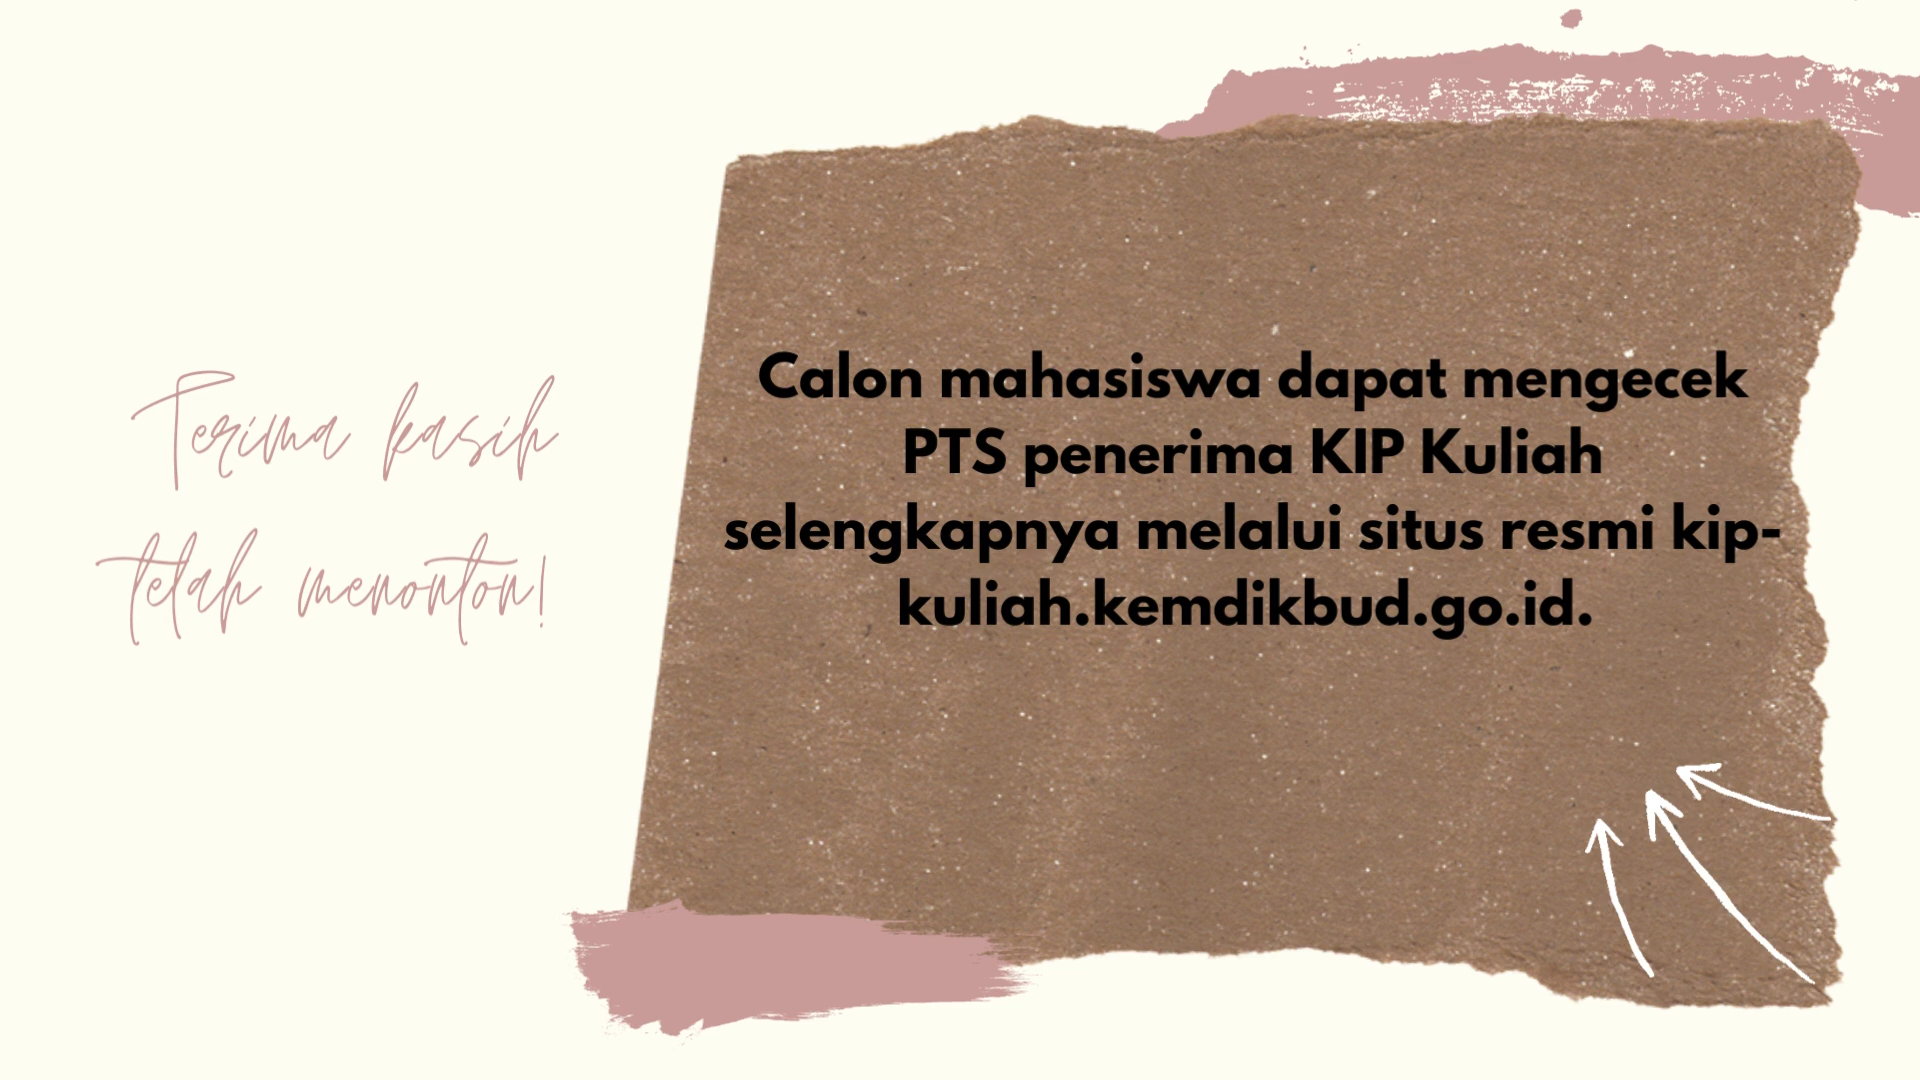 Terima kasih
telah menonton!
Calon mahasiswa dapat mengecek
PTS penerima KIP Kuliah
selengkapnya melalui situs resmi kip-
kuliah.kemdikbud.go.id.